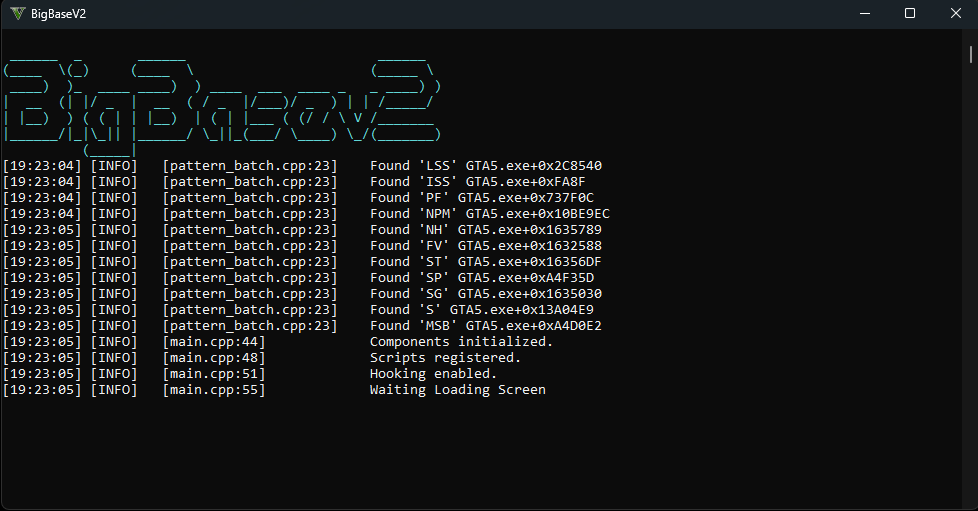 BigBaseV2
BigBaseV2
[19:23:04] [INFO] [pattern_batch.cpp:23] Found 'LSS' GTA5.exe+0x2C8540
[19:23:04] [INFO] [pattern_batch.cpp:23] Found 'ISS' GTA5.exe+0xFA8F
[19:23:04] [INFO] [pattern_batch.cpp:23] Found 'PF' GTA5.exe+0x737F0C
[19:23:04] [INFO] [pattern_batch.cpp:23] Found 'NPM' GTA5.exe+0x10BE9EC
[19:23:05] [INFO] [pattern_batch.cpp:23] Found 'NH' GTA5.exe+0x1635789
[19:23:05] [INFO] [pattern_batch.cpp:23] Found 'FV' GTA5.exe+0x1632588
[19:23:05] [INFO] [pattern_batch.cpp:23] Found 'ST' GTA5.exe+0x16356DF
[19:23:05] [INFO] [pattern_batch.cpp:23] Found 'SP' GTA5.exe+0xA4F35D
[19:23:05] [INFO] [pattern_batch.cpp:23] Found 'SG' GTA5.exe+0x1635030
[19:23:05] [INFO] [pattern_batch.cpp:23] Found 'S' GTA5.exe+0x13A04E9
[19:23:05] [INFO] [pattern_batch.cpp:23] Found 'MSB' GTA5.exe+0xA4D0E2
[19:23:05] [INFO] [main.cpp:44] Components initialized.
[19:23:05] [INFO] [main.cpp:48] Scripts registered.
[19:23:05] [INFO] [main.cpp:51] Hooking enabled.
[19:23:05] [INFO] [main.cpp:55] Waiting Loading Screen